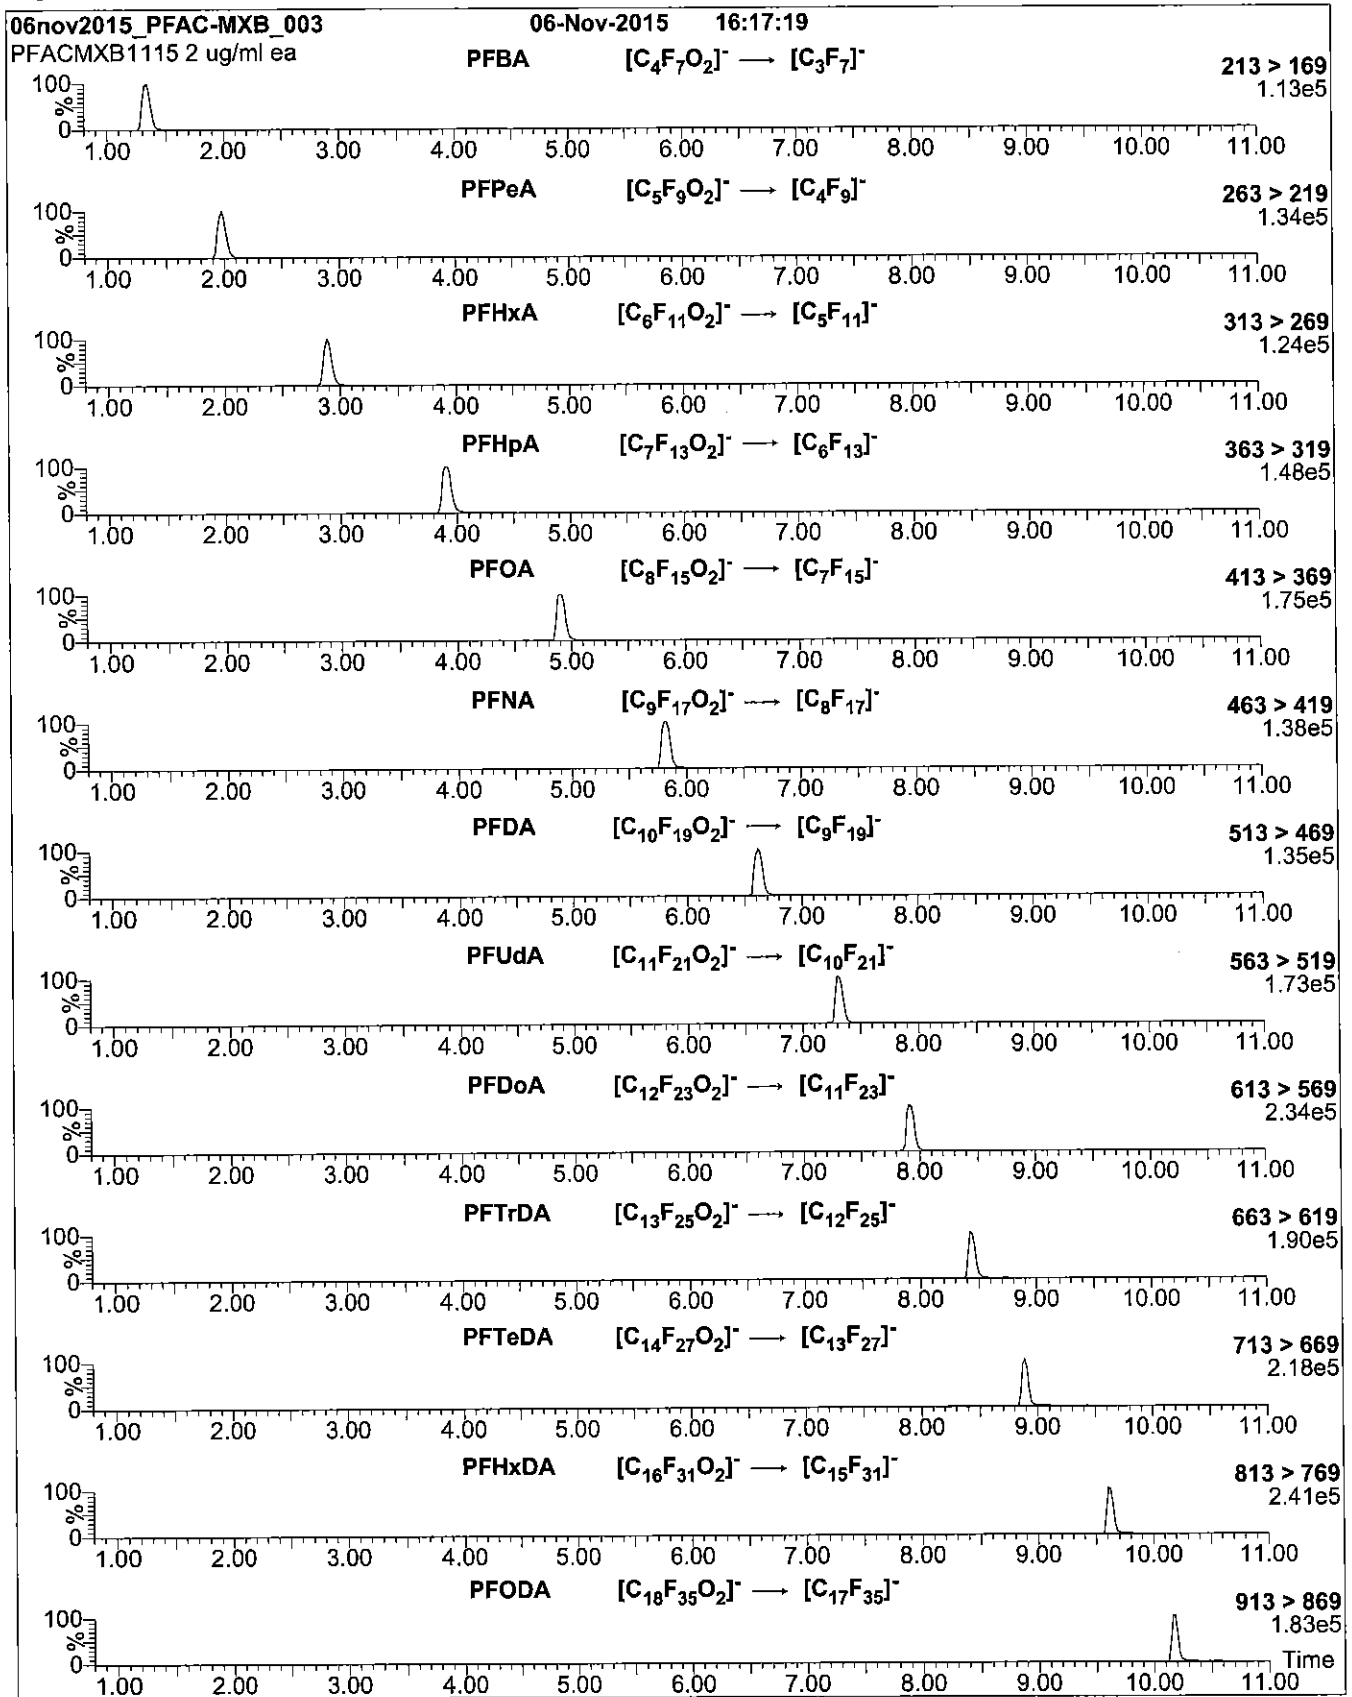 06nov2015_PFAC-MXB_003 06-Nov-2015 16:17:19
PFACMXB1115 2 ug/ml ea
PFBA [C₄F₇O₂]⁻ → [C₃F₇]⁻ 213 > 169
1.13e5
100
%
0
1.00 2.00 3.00 4.00 5.00 6.00 7.00 8.00 9.00 10.00 11.00
PFPeA [C₅F₉O₂]⁻ → [C₄F₉]⁻ 263 > 219
1.34e5
100
%
0
1.00 2.00 3.00 4.00 5.00 6.00 7.00 8.00 9.00 10.00 11.00
PFHxA [C₆F₁₁O₂]⁻ → [C₅F₁₁]⁻ 313 > 269
1.24e5
100
%
0
1.00 2.00 3.00 4.00 5.00 6.00 7.00 8.00 9.00 10.00 11.00
PFHpA [C₇F₁₃O₂]⁻ → [C₆F₁₃]⁻ 363 > 319
1.48e5
100
%
0
1.00 2.00 3.00 4.00 5.00 6.00 7.00 8.00 9.00 10.00 11.00
PFOA [C₈F₁₅O₂]⁻ → [C₇F₁₅]⁻ 413 > 369
1.75e5
100
%
0
1.00 2.00 3.00 4.00 5.00 6.00 7.00 8.00 9.00 10.00 11.00
PFNA [C₉F₁₇O₂]⁻ → [C₈F₁₇]⁻ 463 > 419
1.38e5
100
%
0
1.00 2.00 3.00 4.00 5.00 6.00 7.00 8.00 9.00 10.00 11.00
PFDA [C₁₀F₁₉O₂]⁻ → [C₉F₁₉]⁻ 513 > 469
1.35e5
100
%
0
1.00 2.00 3.00 4.00 5.00 6.00 7.00 8.00 9.00 10.00 11.00
PFUdA [C₁₁F₂₁O₂]⁻ → [C₁₀F₂₁]⁻ 563 > 519
1.73e5
100
%
0
1.00 2.00 3.00 4.00 5.00 6.00 7.00 8.00 9.00 10.00 11.00
PFDoA [C₁₂F₂₃O₂]⁻ → [C₁₁F₂₃]⁻ 613 > 569
2.34e5
100
%
0
1.00 2.00 3.00 4.00 5.00 6.00 7.00 8.00 9.00 10.00 11.00
PFTrDA [C₁₃F₂₅O₂]⁻ → [C₁₂F₂₅]⁻ 663 > 619
1.90e5
100
%
0
1.00 2.00 3.00 4.00 5.00 6.00 7.00 8.00 9.00 10.00 11.00
PFTeDA [C₁₄F₂₇O₂]⁻ → [C₁₃F₂₇]⁻ 713 > 669
2.18e5
100
%
0
1.00 2.00 3.00 4.00 5.00 6.00 7.00 8.00 9.00 10.00 11.00
PFHxDA [C₁₆F₃₁O₂]⁻ → [C₁₅F₃₁]⁻ 813 > 769
2.41e5
100
%
0
1.00 2.00 3.00 4.00 5.00 6.00 7.00 8.00 9.00 10.00 11.00
PFODA [C₁₈F₃₅O₂]⁻ → [C₁₇F₃₅]⁻ 913 > 869
1.83e5
100
%
0 Time
1.00 2.00 3.00 4.00 5.00 6.00 7.00 8.00 9.00 10.00 11.00